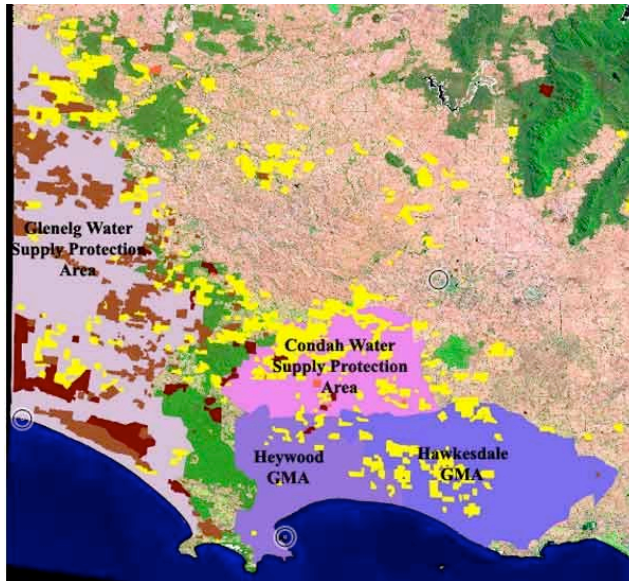 Glenelg Water
Supply Protection
Area
Condah Water
Supply Protection
Area
Heywood
GMA
Hawkesdale
GMA